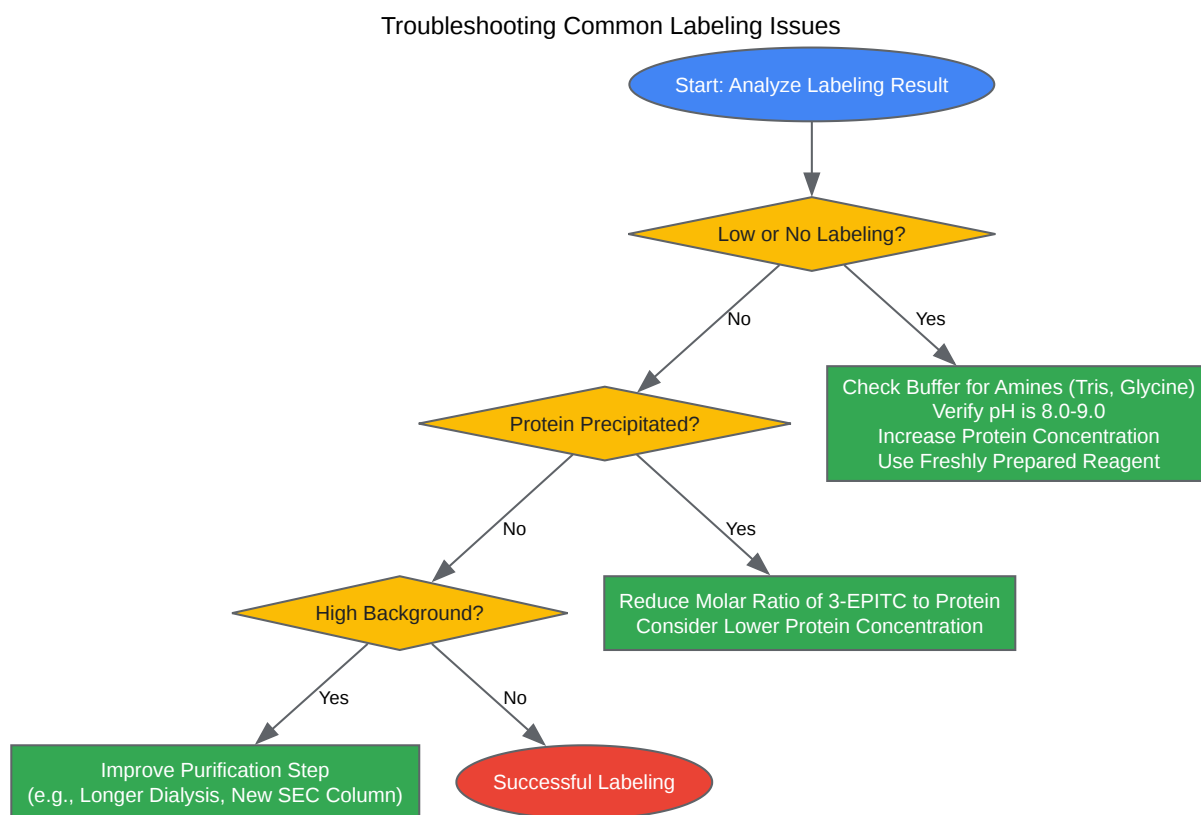 Troubleshooting Common Labeling Issues
Start: Analyze Labeling Result
Low or No Labeling?
No
Yes
Check Buffer for Amines (Tris, Glycine)
Verify pH is 8.0-9.0
Increase Protein Concentration
Use Freshly Prepared Reagent
Protein Precipitated?
No
Yes
Reduce Molar Ratio of 3-EPITC to Protein
Consider Lower Protein Concentration
High Background?
Yes
No
Improve Purification Step
(e.g., Longer Dialysis, New SEC Column)
Successful Labeling